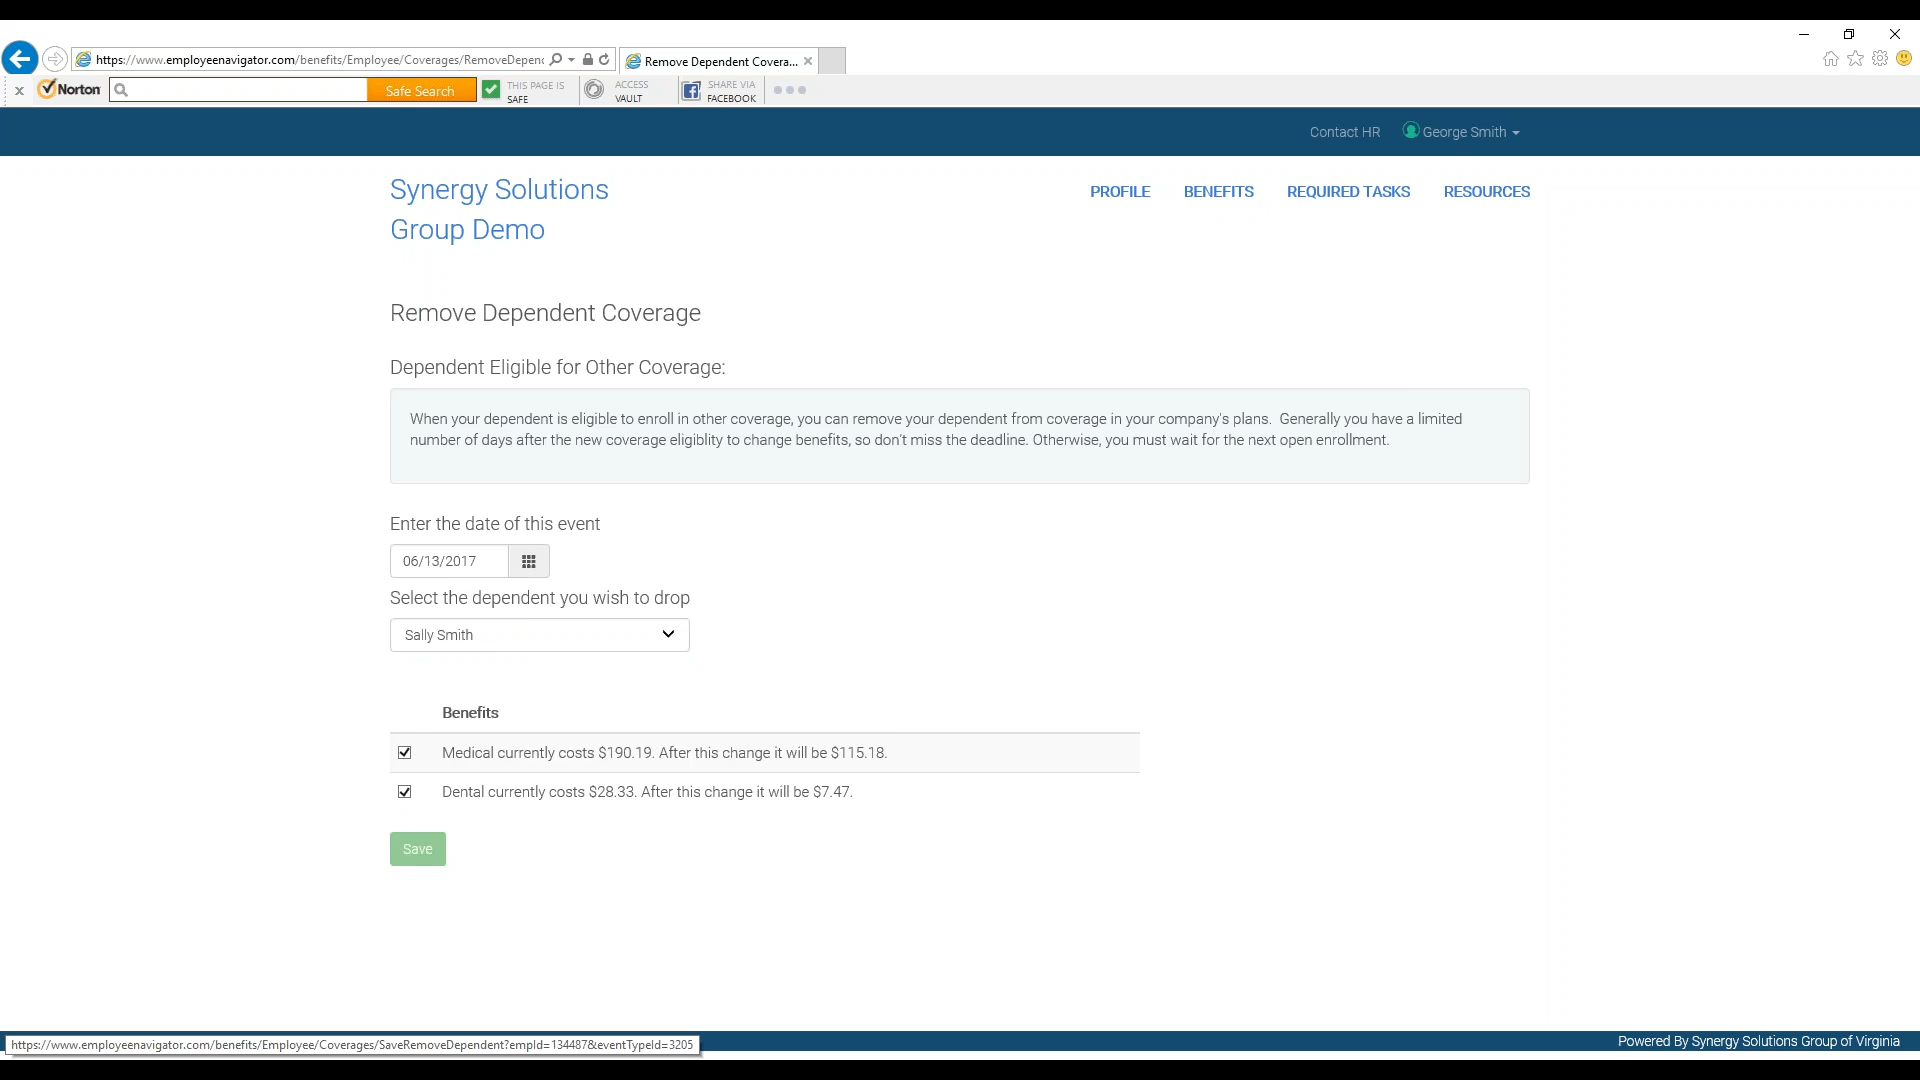 https://www.employeenavigator.com/benefits/Employee/Coverages/RemoveDepend
Remove Dependent Covera...
Norton
Safe Search
THIS PAGE IS
SAFE
ACCESS
VAULT
SHARE VIA
FACEBOOK
Contact HR
George Smith
Synergy Solutions
Group Demo
PROFILE
BENEFITS
REQUIRED TASKS
RESOURCES
Remove Dependent Coverage
Dependent Eligible for Other Coverage:
When your dependent is eligible to enroll in other coverage, you can remove your dependent from coverage in your company's plans.  Generally you have a limited
number of days after the new coverage eligiblity to change benefits, so don't miss the deadline. Otherwise, you must wait for the next open enrollment.
Enter the date of this event
06/13/2017
Select the dependent you wish to drop
Sally Smith
Benefits
Medical currently costs $190.19. After this change it will be $115.18.
Dental currently costs $28.33. After this change it will be $7.47.
Save
https://www.employeenavigator.com/benefits/Employee/Coverages/SaveRemoveDependent?empId=134487&eventTypeId=3205
Powered By Synergy Solutions Group of Virginia